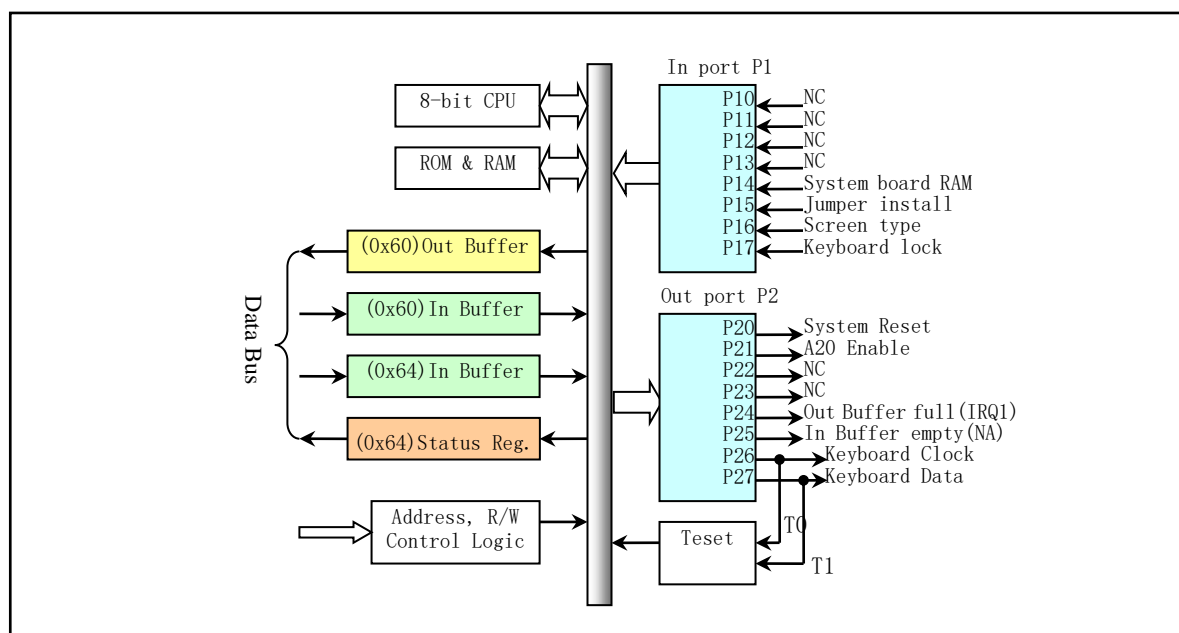 In port P1
8-bit CPU
ROM & RAM
P10
NC
P11
NC
P12
NC
P13
NC
P14
System board RAM
P15
Jumper install
P16
Screen type
P17
Keyboard lock
Data Bus
(0x60)Out Buffer
(0x60)In Buffer
(0x64)In Buffer
(0x64)Status Reg.
Address, R/W
Control Logic
Out port P2
P20
System Reset
P21
A20 Enable
P22
NC
P23
NC
P24
Out Buffer full(IRQ1)
P25
In Buffer empty(NA)
P26
Keyboard Clock
P27
Keyboard Data
Teset
T0
T1